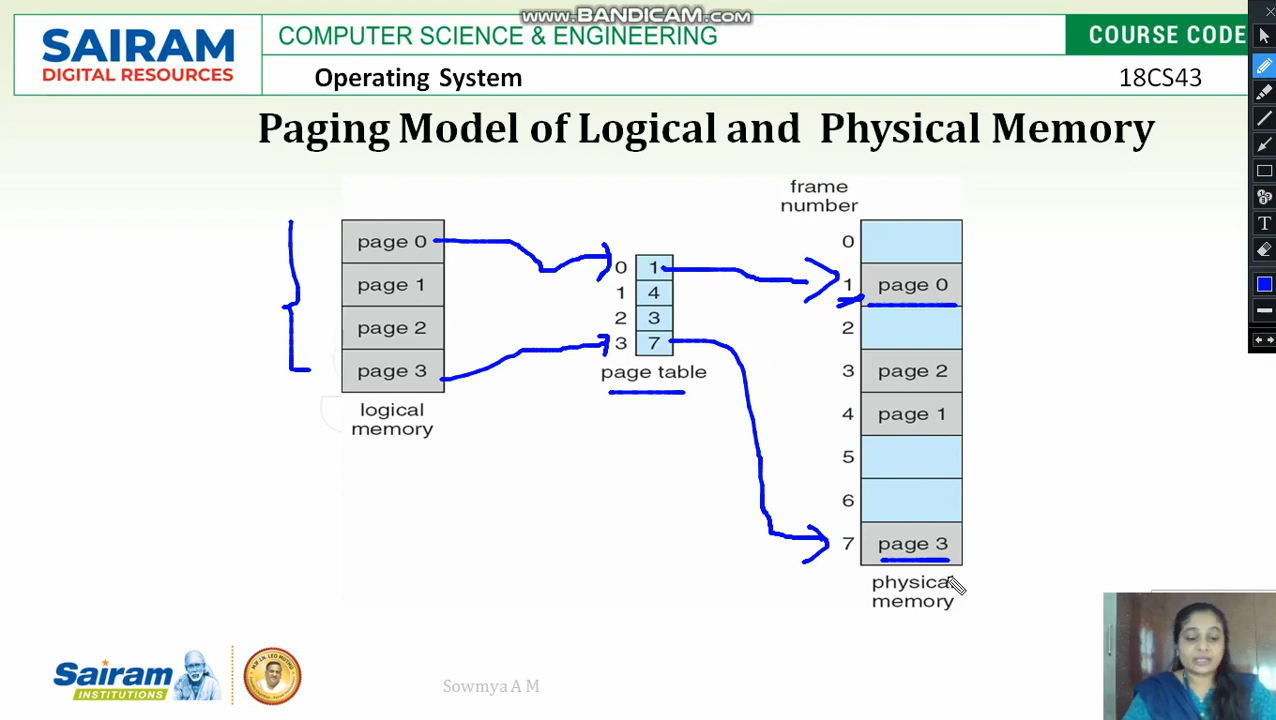 www.BANDICAM.com
SAIRAM
DIGITAL RESOURCES
COMPUTER SCIENCE & ENGINEERING
COURSE CODE
Operating System
18CS43
Paging Model of Logical and Physical Memory
frame
number
page 0
page 1
page 2
page 3
logical
memory
0 1
1 4
2 3
3 7
page table
0
1 page 0
2
3 page 2
4 page 1
5
6
7 page 3
physical
memory
Sairam
INSTITUTIONS
Sowmya A M